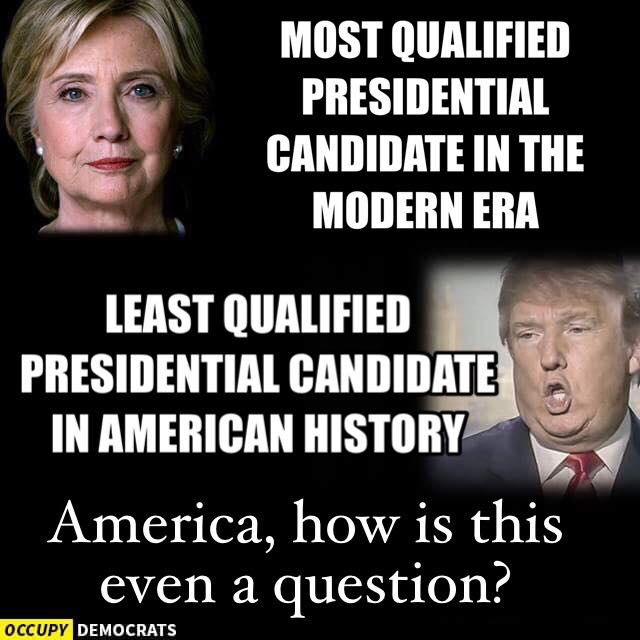 MOST QUALIFIED
PRESIDENTIAL
CANDIDATE IN THE
MODERN ERA
LEAST QUALIFIED
PRESIDENTIAL CANDIDATE
IN AMERICAN HISTORY
America, how is this
even a question?
OCCUPY DEMOCRATS